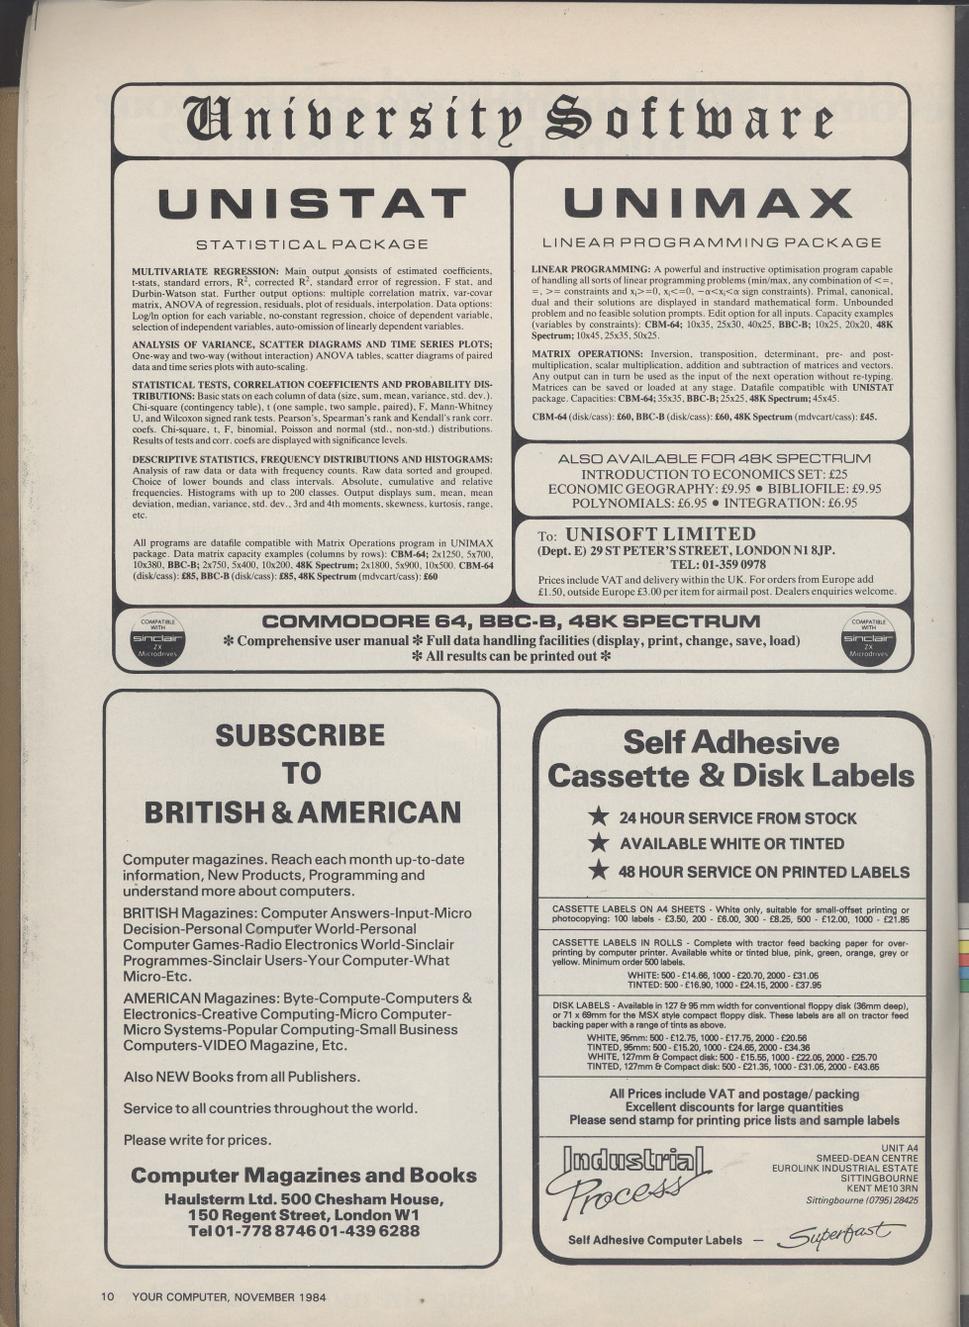 University Software
UNISTAT
STATISTICAL PACKAGE
MULTIVARIATE REGRESSION: Main output consists of estimated coefficients,
t-stats, standard errors, R², corrected R², standard error of regression, F stat, and
Durbin-Watson stat. Further output options: multiple correlation matrix, var-covar
matrix, ANOVA of regression, residuals, plot of residuals, interpolation. Data options:
Log/ln option for each variable, no-constant regression, choice of dependent variable,
selection of independent variables, auto-omission of linearly dependent variables.
ANALYSIS OF VARIANCE, SCATTER DIAGRAMS AND TIME SERIES PLOTS;
One-way and two-way (without interaction) ANOVA tables, scatter diagrams of paired
data and time series plots with auto-scaling.
STATISTICAL TESTS, CORRELATION COEFFICIENTS AND PROBABILITY DIS-
TRIBUTIONS: Basic stats on each column of data (size, sum, mean, variance, std. dev.).
Chi-square (contingency table), t (one sample, two sample, paired), F, Mann-Whitney
U, and Wilcoxon signed rank tests. Pearson's, Spearman's rank and Kendall's rank corr.
coefs. Chi-square, t, F, binomial, Poisson and normal (std., non-std.) distributions.
Results of tests and corr. coefs are displayed with significance levels.
DESCRIPTIVE STATISTICS, FREQUENCY DISTRIBUTIONS AND HISTOGRAMS:
Analysis of raw data or data with frequency counts. Raw data sorted and grouped.
Choice of lower bounds and class intervals. Absolute, cumulative and relative
frequencies. Histograms with up to 200 classes. Output displays sum, mean, mean
deviation, median, variance, std. dev., 3rd and 4th moments, skewness, kurtosis, range,
etc.
All programs are datafile compatible with Matrix Operations program in UNIMAX
package. Data matrix capacity examples (columns by rows): CBM-64; 2x1250, 5x700,
10x380, BBC-B; 2x750, 5x400, 10x200, 48K Spectrum; 2x1800, 5x900, 10x500. CBM-64
(disk/cass): £85, BBC-B (disk/cass): £85, 48K Spectrum (mdvcart/cass): £60
UNIMAX
LINEAR PROGRAMMING PACKAGE
LINEAR PROGRAMMING: A powerful and instructive optimisation program capable
of handling all sorts of linear programming problems (min/max, any combination of <=,
=, >= constraints and xⱼ>=0, xⱼ<=0, −α<xⱼ<α sign constraints). Primal, canonical,
dual and their solutions are displayed in standard mathematical form. Unbounded
problem and no feasible solution prompts. Edit option for all inputs. Capacity examples
(variables by constraints): CBM-64; 10x35, 25x30, 40x25, BBC-B; 10x25, 20x20, 48K
Spectrum; 10x45, 25x35, 50x25.
MATRIX OPERATIONS: Inversion, transposition, determinant, pre- and post-
multiplication, scalar multiplication, addition and subtraction of matrices and vectors.
Any output can in turn be used as the input of the next operation without re-typing.
Matrices can be saved or loaded at any stage. Datafile compatible with UNISTAT
package. Capacities: CBM-64; 35x35, BBC-B; 25x25, 48K Spectrum; 45x45.
CBM-64 (disk/cass): £60, BBC-B (disk/cass): £60, 48K Spectrum (mdvcart/cass): £45.
ALSO AVAILABLE FOR 48K SPECTRUM
INTRODUCTION TO ECONOMICS SET: £25
ECONOMIC GEOGRAPHY: £9.95 ● BIBLIOFILE: £9.95
POLYNOMIALS: £6.95 ● INTEGRATION: £6.95
To: UNISOFT LIMITED
(Dept. E) 29 ST PETER'S STREET, LONDON N1 8JP.
TEL: 01-359 0978
Prices include VAT and delivery within the UK. For orders from Europe add
£1.50, outside Europe £3.00 per item for airmail post. Dealers enquiries welcome.
COMPATIBLE
WITH
sinclair
ZX
Microdrives
COMMODORE 64, BBC-B, 48K SPECTRUM
✻ Comprehensive user manual ✻ Full data handling facilities (display, print, change, save, load)
✻ All results can be printed out ✻
COMPATIBLE
WITH
sinclair
ZX
Microdrives
SUBSCRIBE
TO
BRITISH & AMERICAN
Computer magazines. Reach each month up-to-date
information, New Products, Programming and
understand more about computers.
BRITISH Magazines: Computer Answers-Input-Micro
Decision-Personal Computer World-Personal
Computer Games-Radio Electronics World-Sinclair
Programmes-Sinclair Users-Your Computer-What
Micro-Etc.
AMERICAN Magazines: Byte-Compute-Computers &
Electronics-Creative Computing-Micro Computer-
Micro Systems-Popular Computing-Small Business
Computers-VIDEO Magazine, Etc.
Also NEW Books from all Publishers.
Service to all countries throughout the world.
Please write for prices.
Computer Magazines and Books
Haulsterm Ltd. 500 Chesham House,
150 Regent Street, London W1
Tel 01-778 8746 01-439 6288
Self Adhesive
Cassette & Disk Labels
★ 24 HOUR SERVICE FROM STOCK
★ AVAILABLE WHITE OR TINTED
★ 48 HOUR SERVICE ON PRINTED LABELS
CASSETTE LABELS ON A4 SHEETS - White only, suitable for small-offset printing or
photocopying: 100 labels - £3.50, 200 - £6.00, 300 - £8.25, 500 - £12.00, 1000 - £21.85
CASSETTE LABELS IN ROLLS - Complete with tractor feed backing paper for over-
printing by computer printer. Available white or tinted blue, pink, green, orange, grey or
yellow. Minimum order 500 labels.
WHITE: 500 - £14.66, 1000 - £20.70, 2000 - £31.05
TINTED: 500 - £16.90, 1000 - £24.15, 2000 - £37.95
DISK LABELS - Available in 127 & 95 mm width for conventional floppy disk (36mm deep),
or 71 x 69mm for the MSX style compact floppy disk. These labels are all on tractor feed
backing paper with a range of tints as above.
WHITE, 95mm: 500 - £12.75, 1000 - £17.75, 2000 - £20.56
TINTED, 95mm: 500 - £15.20, 1000 - £24.65, 2000 - £34.36
WHITE, 127mm & Compact disk: 500 - £15.55, 1000 - £22.05, 2000 - £25.70
TINTED, 127mm & Compact disk: 500 - £21.35, 1000 - £31.05, 2000 - £43.65
All Prices include VAT and postage/packing
Excellent discounts for large quantities
Please send stamp for printing price lists and sample labels
Industrial
Process
UNIT A4
SMEED-DEAN CENTRE
EUROLINK INDUSTRIAL ESTATE
SITTINGBOURNE
KENT ME10 3RN
Sittingbourne (0795) 28425
Self Adhesive Computer Labels — Superfast
10 YOUR COMPUTER, NOVEMBER 1984